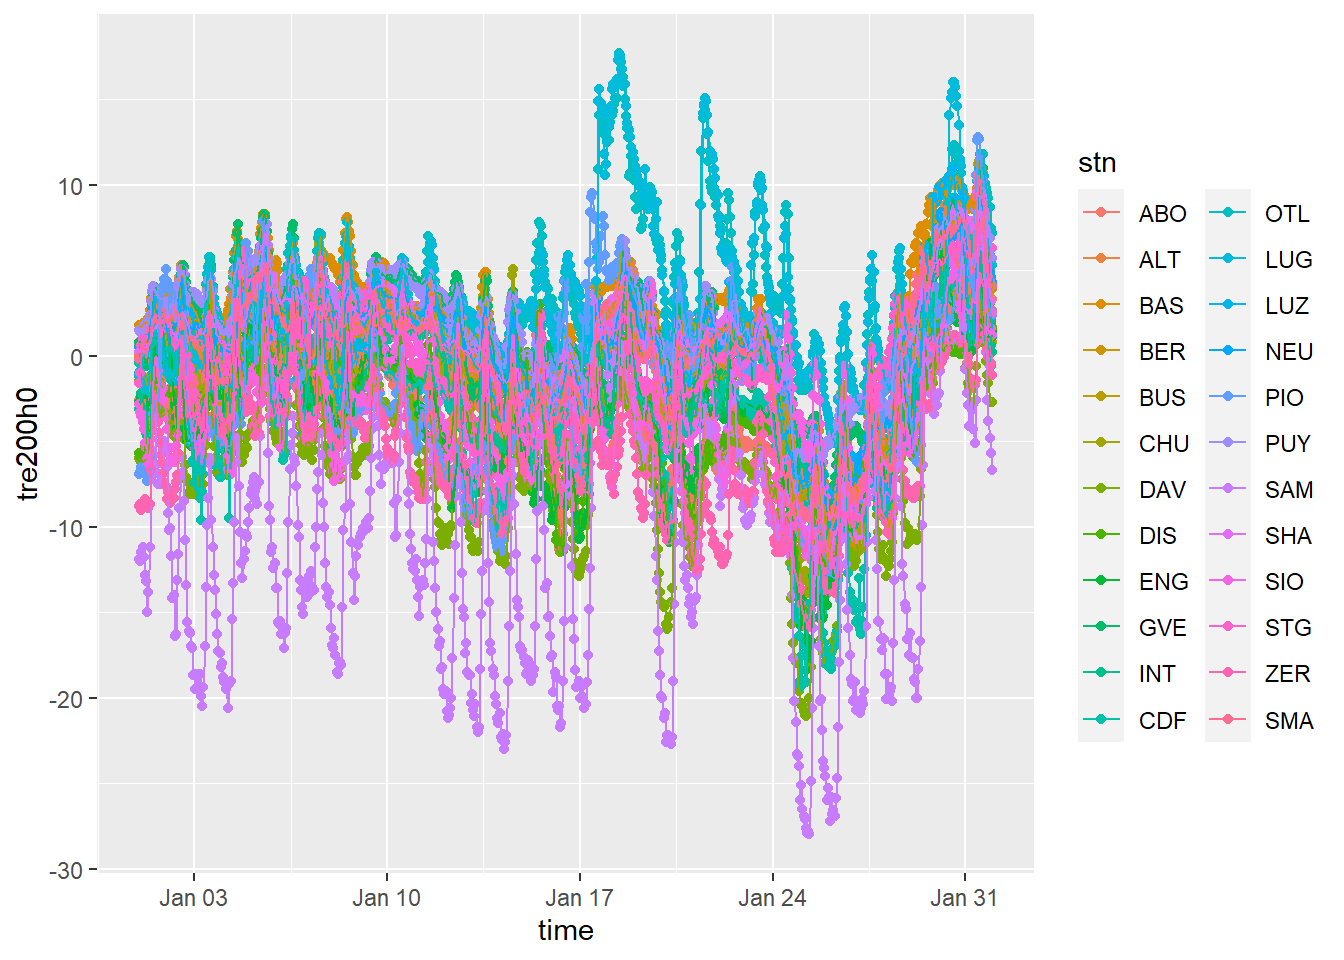 tre200h0
10
0
-10
-20
-30
Jan 03
Jan 10
Jan 17
Jan 24
Jan 31
time
stn
ABO
ALT
BAS
BER
BUS
CHU
DAV
DIS
ENG
GVE
INT
CDF
OTL
LUG
LUZ
NEU
PIO
PUY
SAM
SHA
SIO
STG
ZER
SMA